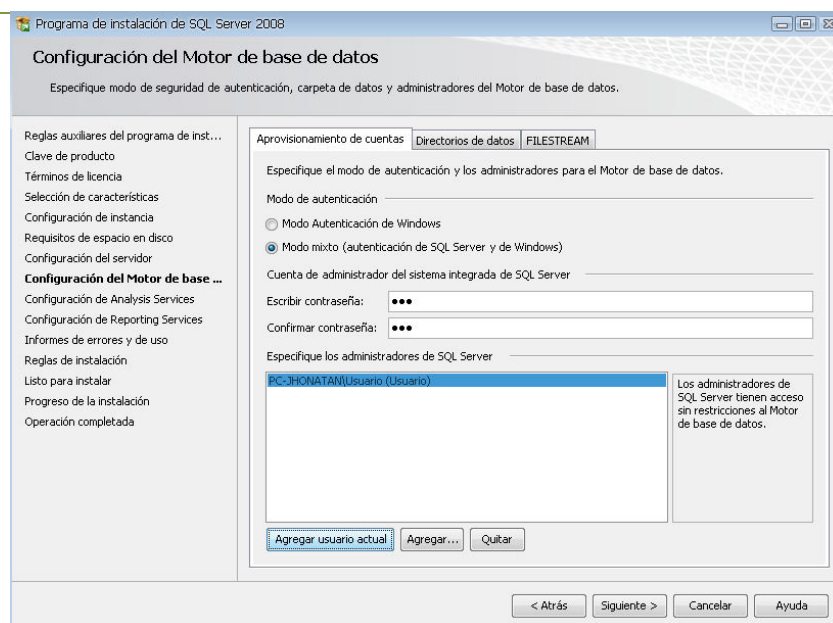 Programa de instalación de SQL Server 2008
Configuración del Motor de base de datos
Especifique modo de seguridad de autenticación, carpeta de datos y administradores del Motor de base de datos.
Reglas auxiliares del programa de inst...
Clave de producto
Términos de licencia
Selección de características
Configuración de instancia
Requisitos de espacio en disco
Configuración del servidor
Configuración del Motor de base ...
Configuración de Analysis Services
Configuración de Reporting Services
Informes de errores y de uso
Reglas de instalación
Listo para instalar
Progreso de la instalación
Operación completada
Aprovisionamiento de cuentas Directorios de datos FILESTREAM
Especifique el modo de autenticación y los administradores para el Motor de base de datos.
Modo de autenticación
Modo Autenticación de Windows
Modo mixto (autenticación de SQL Server y de Windows)
Cuenta de administrador del sistema integrada de SQL Server
Escribir contraseña: ●●●
Confirmar contraseña: ●●●
Especifique los administradores de SQL Server
PC-JHONATAN\Usuario (Usuario)
Los administradores de
SQL Server tienen acceso
sin restricciones al Motor
de base de datos.
Agregar usuario actual Agregar... Quitar
< Atrás Siguiente > Cancelar Ayuda